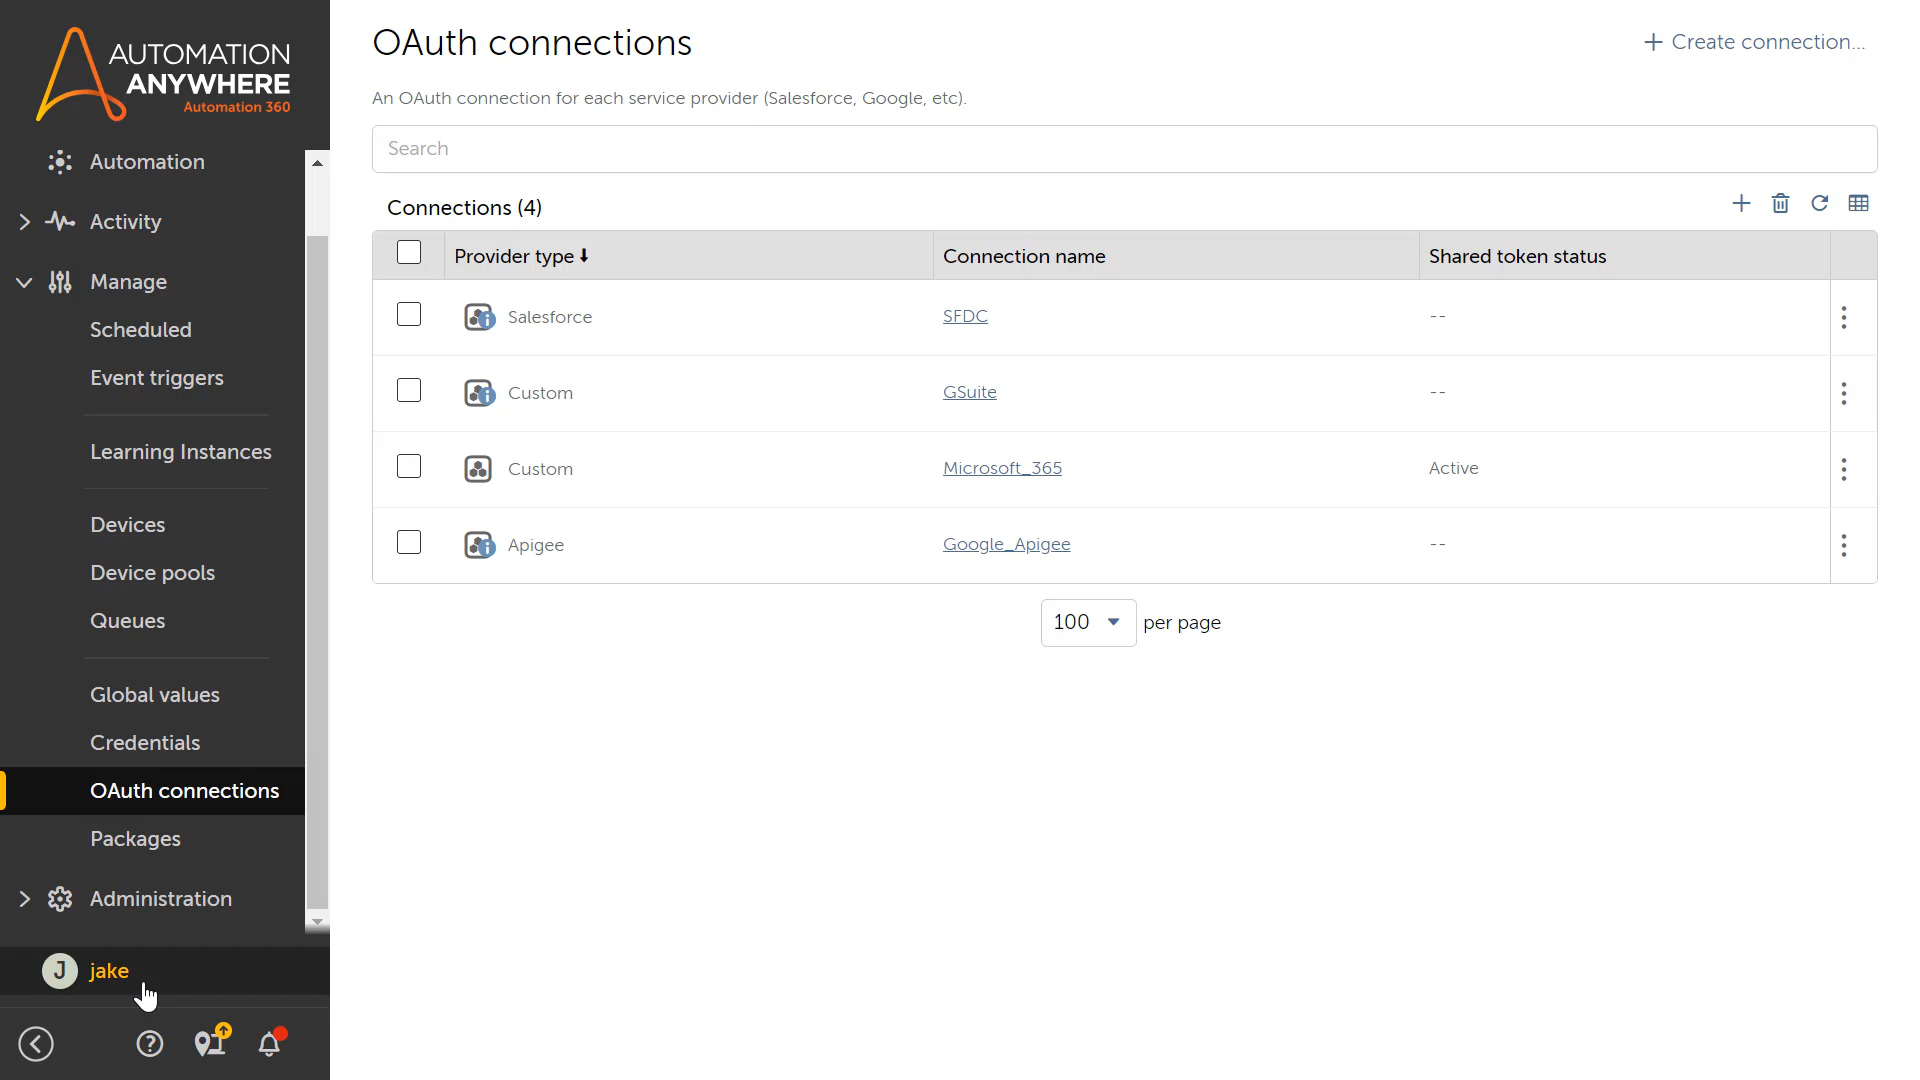 AUTOMATION
ANYWHERE
Automation 360
Automation
Activity
Manage
Scheduled
Event triggers
Learning Instances
Devices
Device pools
Queues
Global values
Credentials
OAuth connections
Packages
Administration
J jake
OAuth connections
+ Create connection...
An OAuth connection for each service provider (Salesforce, Google, etc).
Search
Connections (4)
Provider type Connection name Shared token status
Salesforce SFDC --
Custom GSuite --
Custom Microsoft_365 Active
Apigee Google_Apigee --
100 per page